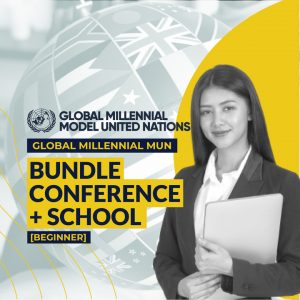 GLOBAL MILLENNIAL
MODEL UNITED NATIONS
GLOBAL MILLENNIAL MUN
BUNDLE
CONFERENCE
+ SCHOOL
[BEGINNER]